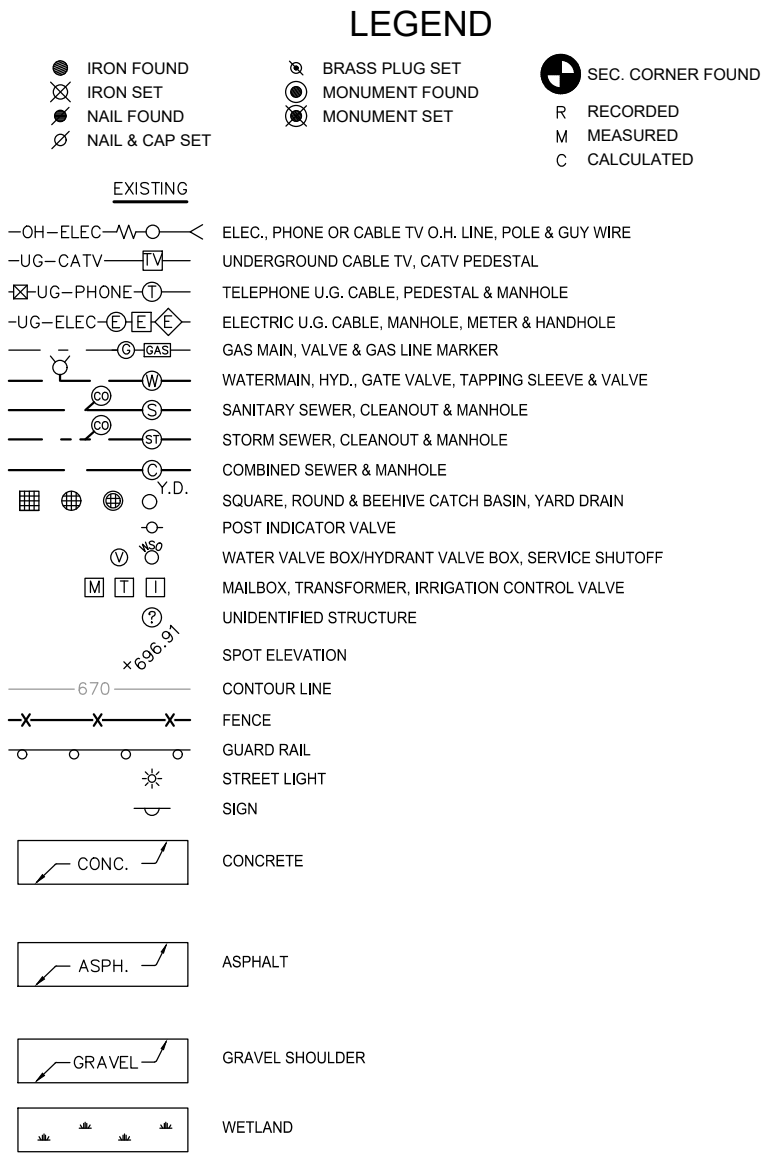 LEGEND
IRON FOUND
IRON SET
NAIL FOUND
NAIL & CAP SET
BRASS PLUG SET
MONUMENT FOUND
MONUMENT SET
SEC. CORNER FOUND
R RECORDED
M MEASURED
C CALCULATED
EXISTING
OH-ELEC ELEC., PHONE OR CABLE TV O.H. LINE, POLE & GUY WIRE
UG-CATV TV UNDERGROUND CABLE TV, CATV PEDESTAL
UG-PHONE T TELEPHONE U.G. CABLE, PEDESTAL & MANHOLE
UG-ELEC E E E ELECTRIC U.G. CABLE, MANHOLE, METER & HANDHOLE
G GAS GAS MAIN, VALVE & GAS LINE MARKER
W WATERMAIN, HYD., GATE VALVE, TAPPING SLEEVE & VALVE
CO S SANITARY SEWER, CLEANOUT & MANHOLE
CO ST STORM SEWER, CLEANOUT & MANHOLE
C COMBINED SEWER & MANHOLE
Y.D. SQUARE, ROUND & BEEHIVE CATCH BASIN, YARD DRAIN
POST INDICATOR VALVE
V WSO WATER VALVE BOX/HYDRANT VALVE BOX, SERVICE SHUTOFF
M T I MAILBOX, TRANSFORMER, IRRIGATION CONTROL VALVE
? UNIDENTIFIED STRUCTURE
+696.91 SPOT ELEVATION
670 CONTOUR LINE
X X X FENCE
GUARD RAIL
STREET LIGHT
SIGN
CONC. CONCRETE
ASPH. ASPHALT
GRAVEL GRAVEL SHOULDER
WETLAND